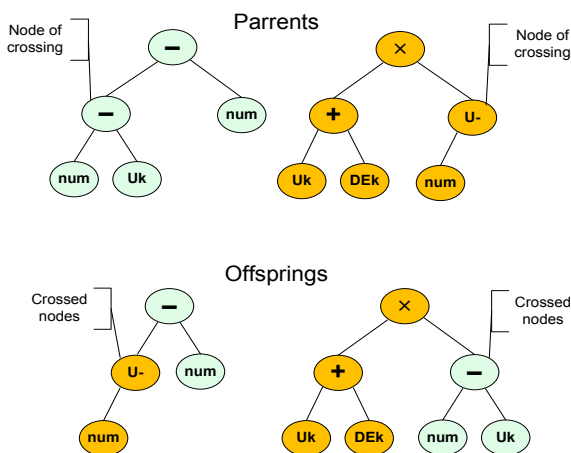 Parrents
Node of
crossing
Node of
crossing
−
×
−
num
+
U-
num
Uk
Uk
DEk
num
Offsprings
Crossed
nodes
Crossed
nodes
−
×
U-
num
+
−
num
Uk
DEk
num
Uk